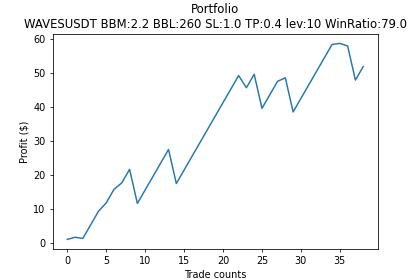 Portfolio
WAVESUSDT BBM:2.2 BBL:260 SL:1.0 TP:0.4 lev:10 WinRatio:79.0
60
50
40
30
20
10
0
Profit ($)
0 5 10 15 20 25 30 35
Trade counts